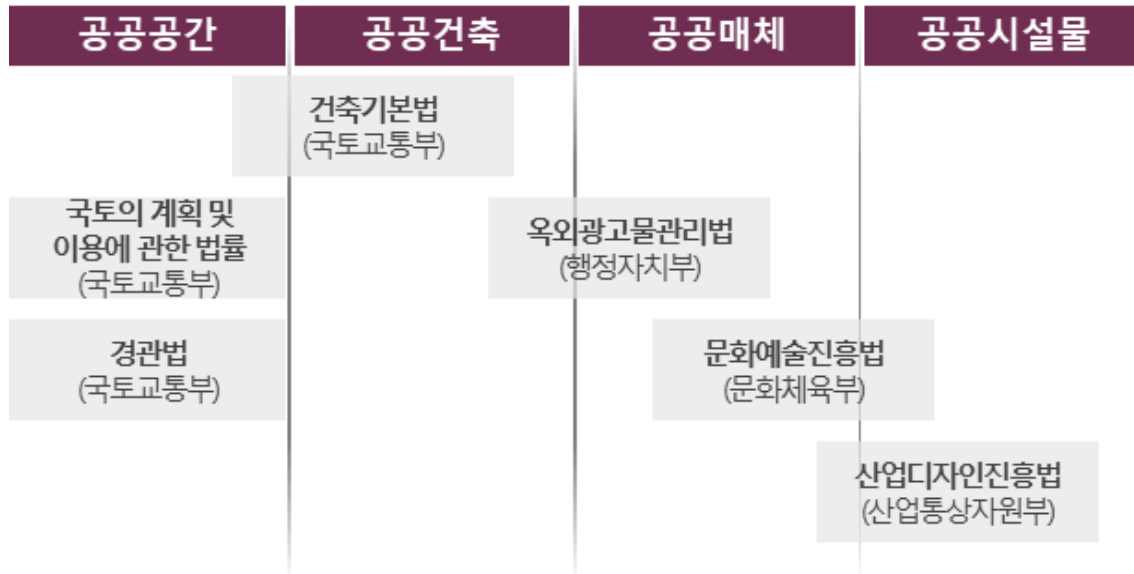 공공공간
공공건축
공공매체
공공시설물
건축기본법
(국토교통부)
국토의 계획 및
이용에 관한 법률
(국토교통부)
옥외광고물관리법
(행정자치부)
경관법
(국토교통부)
문화예술진흥법
(문화체육부)
산업디자인진흥법
(산업통상자원부)